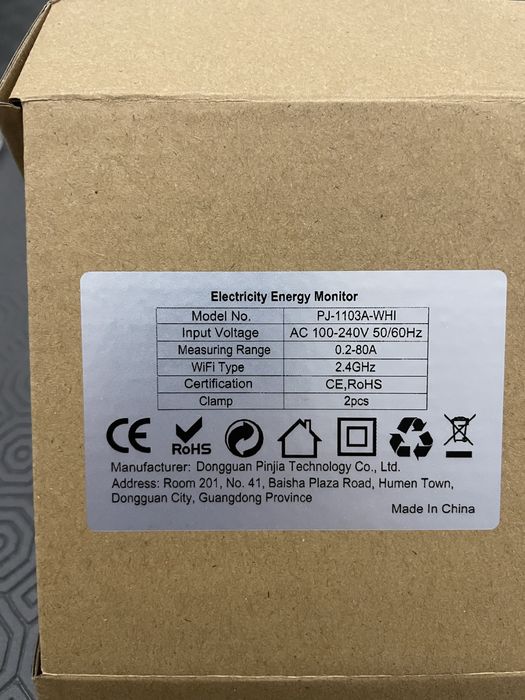 Electricity Energy Monitor
Model No. PJ-1103A-WHI
Input Voltage AC 100-240V 50/60Hz
Measuring Range 0.2-80A
WiFi Type 2.4GHz
Certification CE,RoHS
Clamp 2pcs
CE RoHS
Manufacturer: Dongguan Pinjia Technology Co., Ltd.
Address: Room 201, No. 41, Baisha Plaza Road, Humen Town,
Dongguan City, Guangdong Province
Made In China